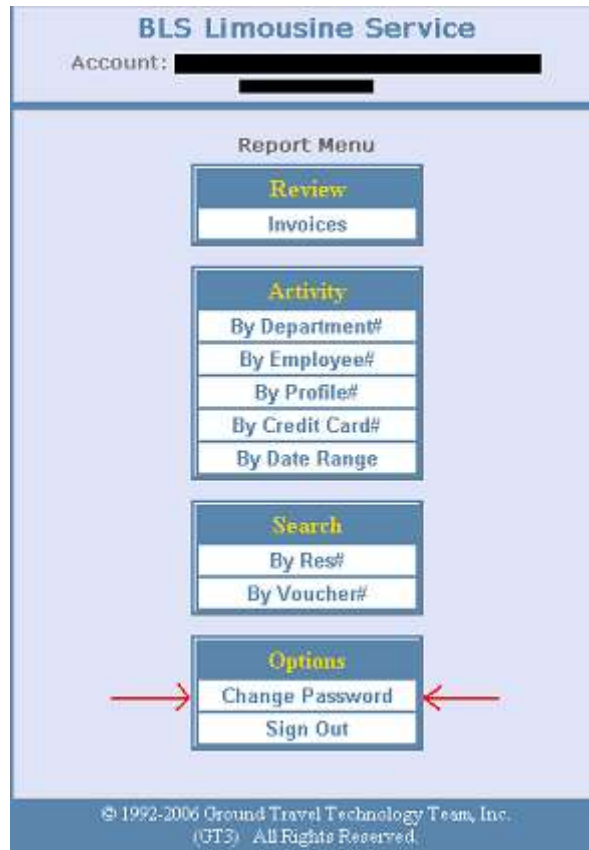 BLS Limousine Service
Account:
Report Menu
Review
Invoices
Activity
By Department#
By Employee#
By Profile#
By Credit Card#
By Date Range
Search
By Res#
By Voucher#
Options
Change Password
Sign Out
© 1992-2006 Ground Travel Technology Team, Inc.
(GT3) All Rights Reserved.